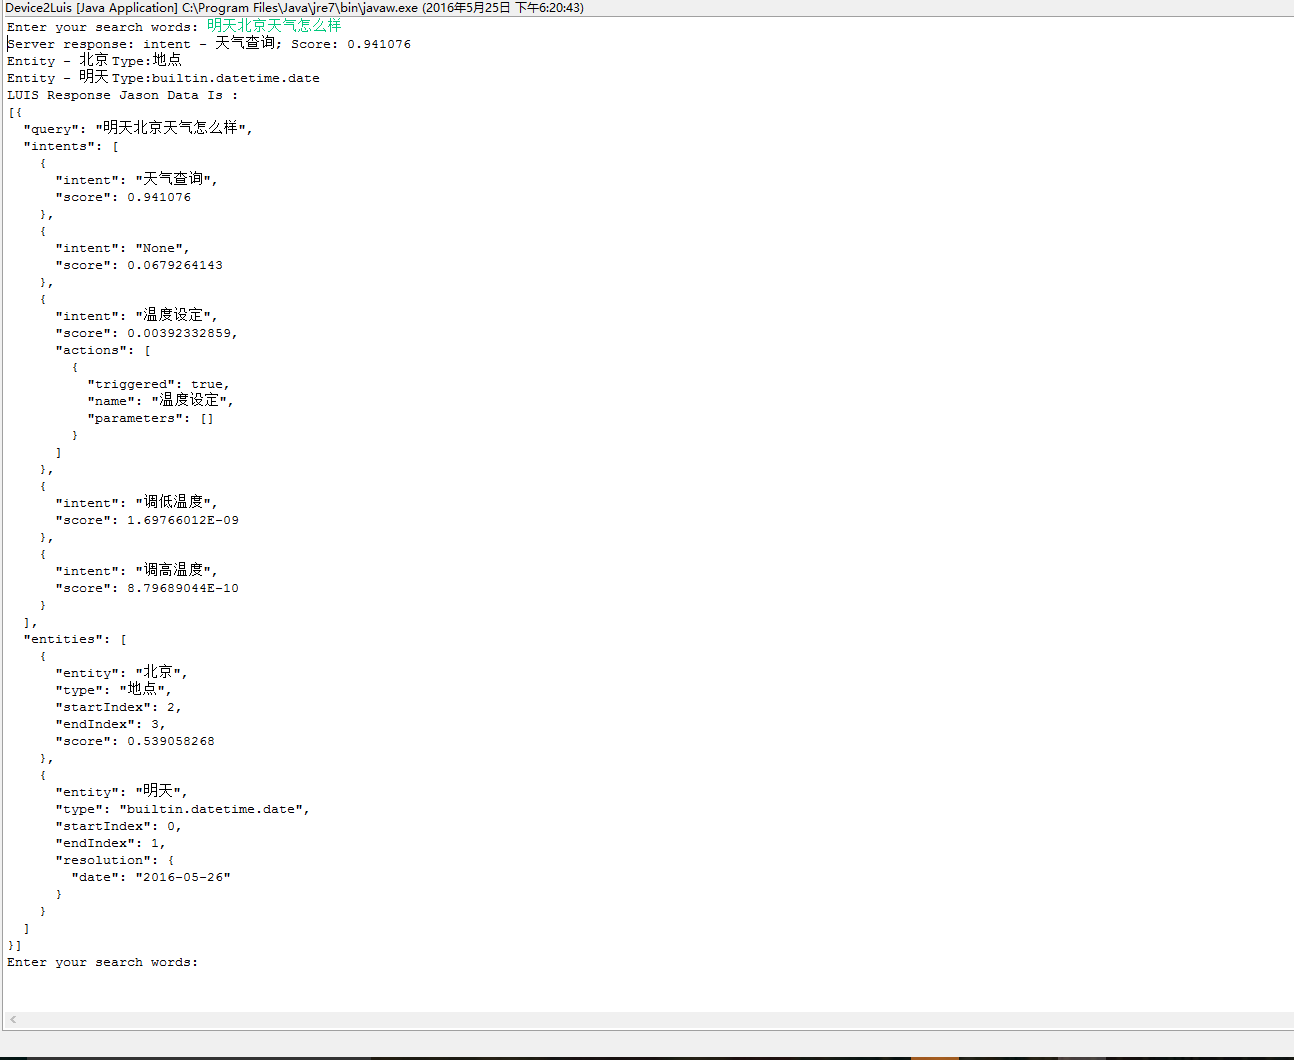 Device2Luis [Java Application] C:\Program Files\Java\jre7\bin\javaw.exe (2016年5月25日 下午6:20:43)
Enter your search words: 明天北京天气怎么样
Server response: intent - 天气查询; Score: 0.941076
Entity - 北京 Type:地点
Entity - 明天 Type:builtin.datetime.date
LUIS Response Jason Data Is :
[{
  "query": "明天北京天气怎么样",
  "intents": [
    {
      "intent": "天气查询",
      "score": 0.941076
    },
    {
      "intent": "None",
      "score": 0.0679264143
    },
    {
      "intent": "温度设定",
      "score": 0.00392332859,
      "actions": [
        {
          "triggered": true,
          "name": "温度设定",
          "parameters": []
        }
      ]
    },
    {
      "intent": "调低温度",
      "score": 1.69766012E-09
    },
    {
      "intent": "调高温度",
      "score": 8.79689044E-10
    }
  ],
  "entities": [
    {
      "entity": "北京",
      "type": "地点",
      "startIndex": 2,
      "endIndex": 3,
      "score": 0.539058268
    },
    {
      "entity": "明天",
      "type": "builtin.datetime.date",
      "startIndex": 0,
      "endIndex": 1,
      "resolution": {
        "date": "2016-05-26"
      }
    }
  ]
}]
Enter your search words: